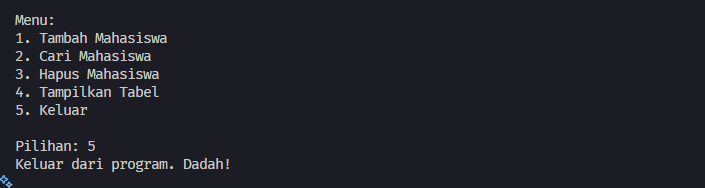 Menu:
1. Tambah Mahasiswa
2. Cari Mahasiswa
3. Hapus Mahasiswa
4. Tampilkan Tabel
5. Keluar
Pilihan: 5
Keluar dari program. Dadah!